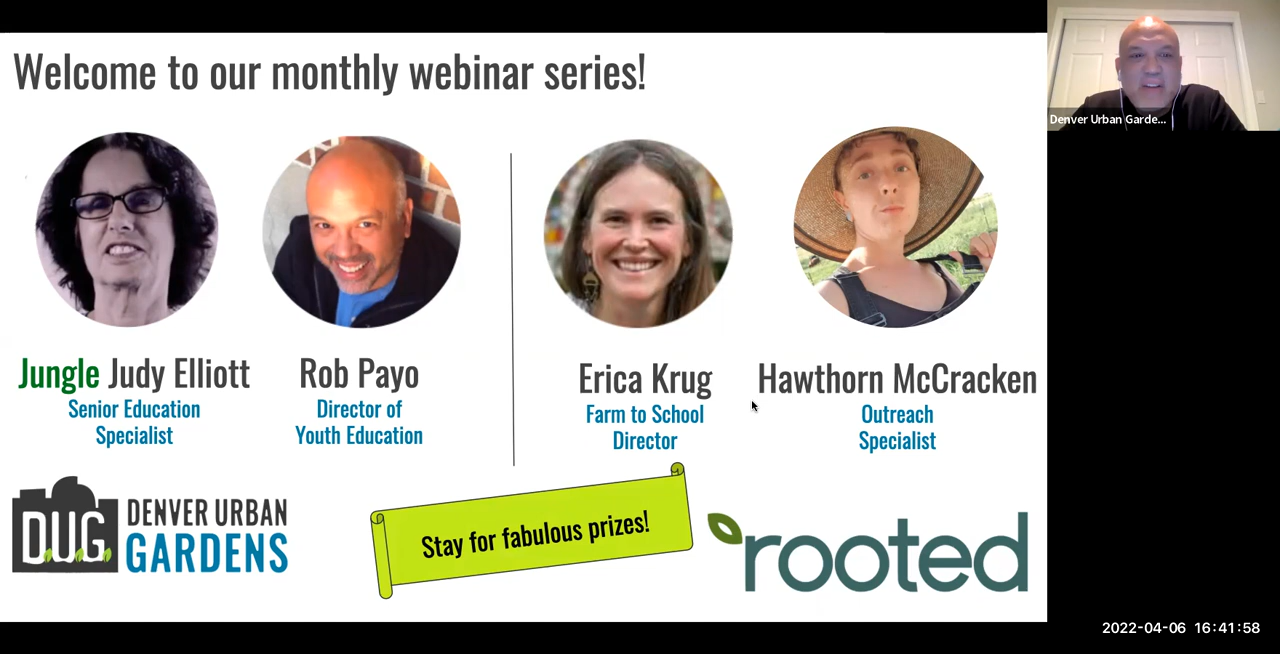 Welcome to our monthly webinar series!
Denver Urban Garde...
Jungle Judy Elliott
Senior Education
Specialist
Rob Payo
Director of
Youth Education
Erica Krug
Farm to School
Director
Hawthorn McCracken
Outreach
Specialist
D.U.G.
DENVER URBAN
GARDENS
Stay for fabulous prizes!
rooted
2022-04-06 16:41:58